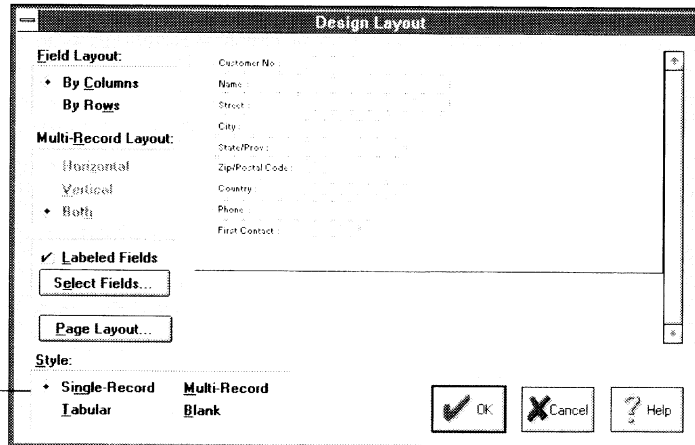 Design Layout
Field Layout:
By Columns
By Rows
Multi-Record Layout:
Horizontal
Vertical
Both
Labeled Fields
Select Fields...
Page Layout...
Style:
Single-Record Multi-Record
Tabular Blank
Customer No :
Name :
Street :
City :
State/Prov :
Zip/Postal Code :
Country :
Phone :
First Contact :
OK
Cancel
Help